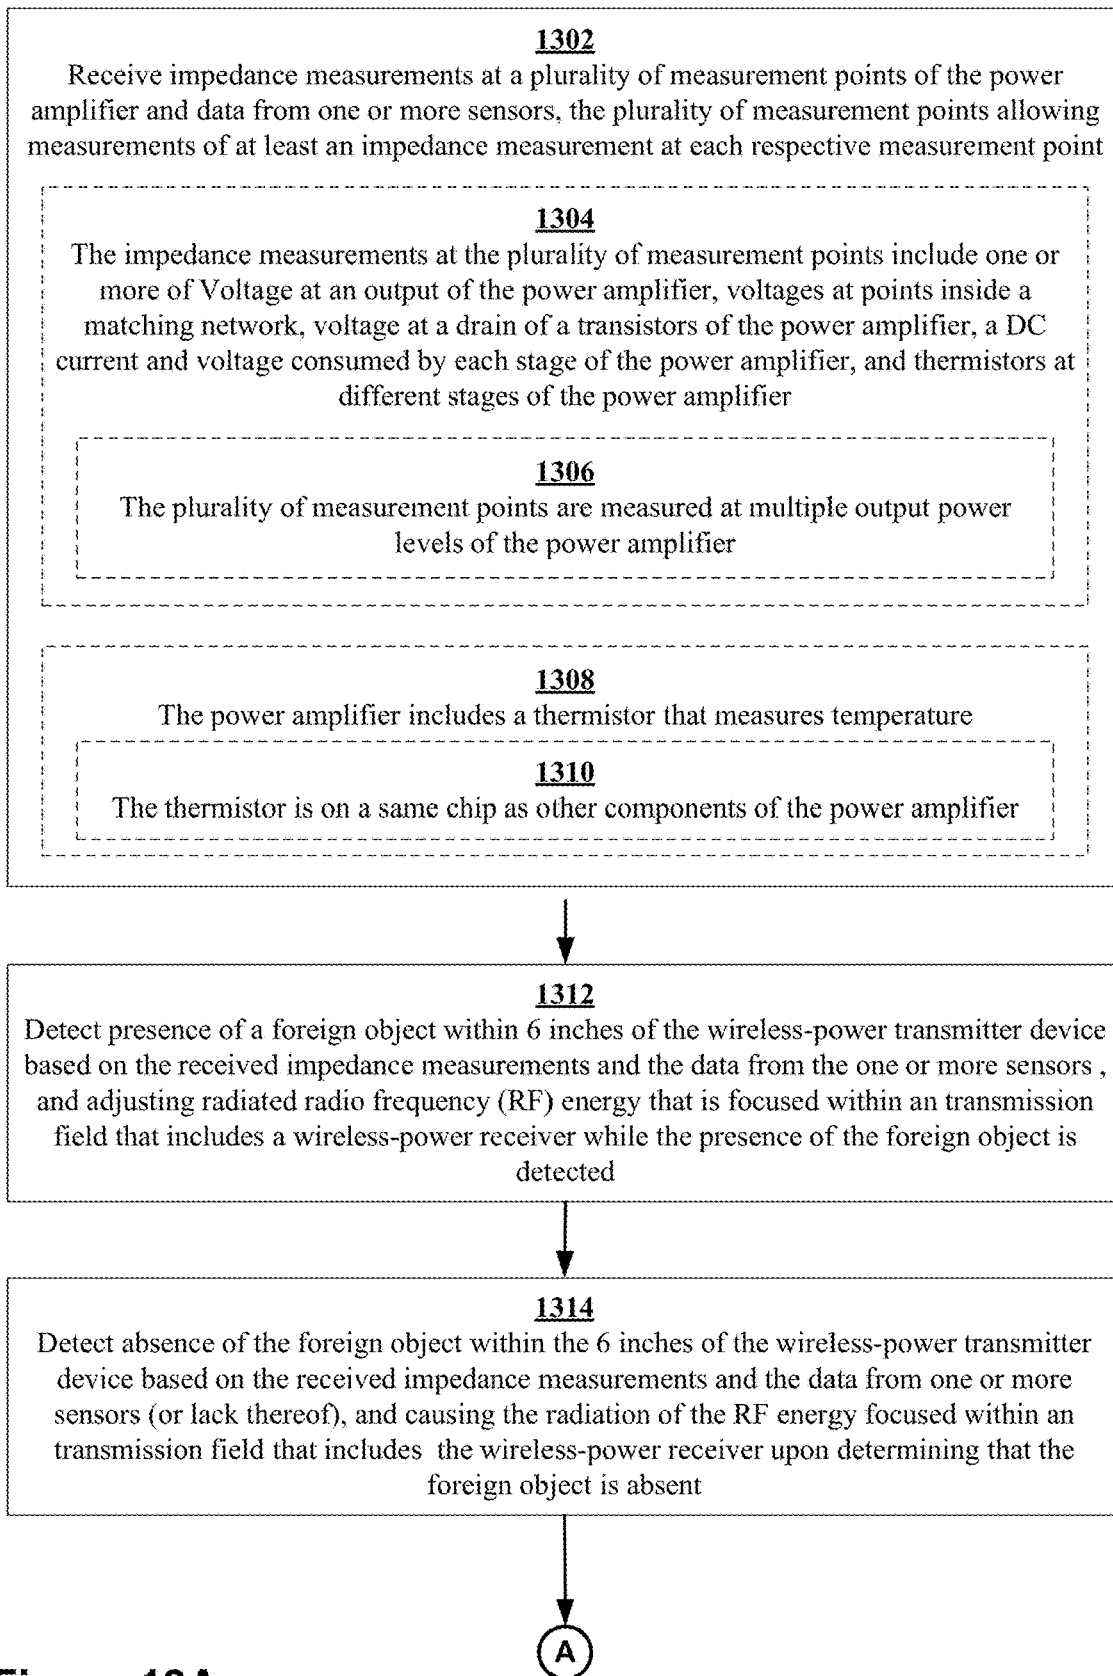 1302
Receive impedance measurements at a plurality of measurement points of the power
amplifier and data from one or more sensors, the plurality of measurement points allowing
measurements of at least an impedance measurement at each respective measurement point
1304
The impedance measurements at the plurality of measurement points include one or
more of Voltage at an output of the power amplifier, voltages at points inside a
matching network, voltage at a drain of a transistors of the power amplifier, a DC
current and voltage consumed by each stage of the power amplifier, and thermistors at
different stages of the power amplifier
1306
The plurality of measurement points are measured at multiple output power
levels of the power amplifier
1308
The power amplifier includes a thermistor that measures temperature
1310
The thermistor is on a same chip as other components of the power amplifier
1312
Detect presence of a foreign object within 6 inches of the wireless-power transmitter device
based on the received impedance measurements and the data from the one or more sensors ,
and adjusting radiated radio frequency (RF) energy that is focused within an transmission
field that includes a wireless-power receiver while the presence of the foreign object is
detected
1314
Detect absence of the foreign object within the 6 inches of the wireless-power transmitter
device based on the received impedance measurements and the data from one or more
sensors (or lack thereof), and causing the radiation of the RF energy focused within an
transmission field that includes the wireless-power receiver upon determining that the
foreign object is absent
A